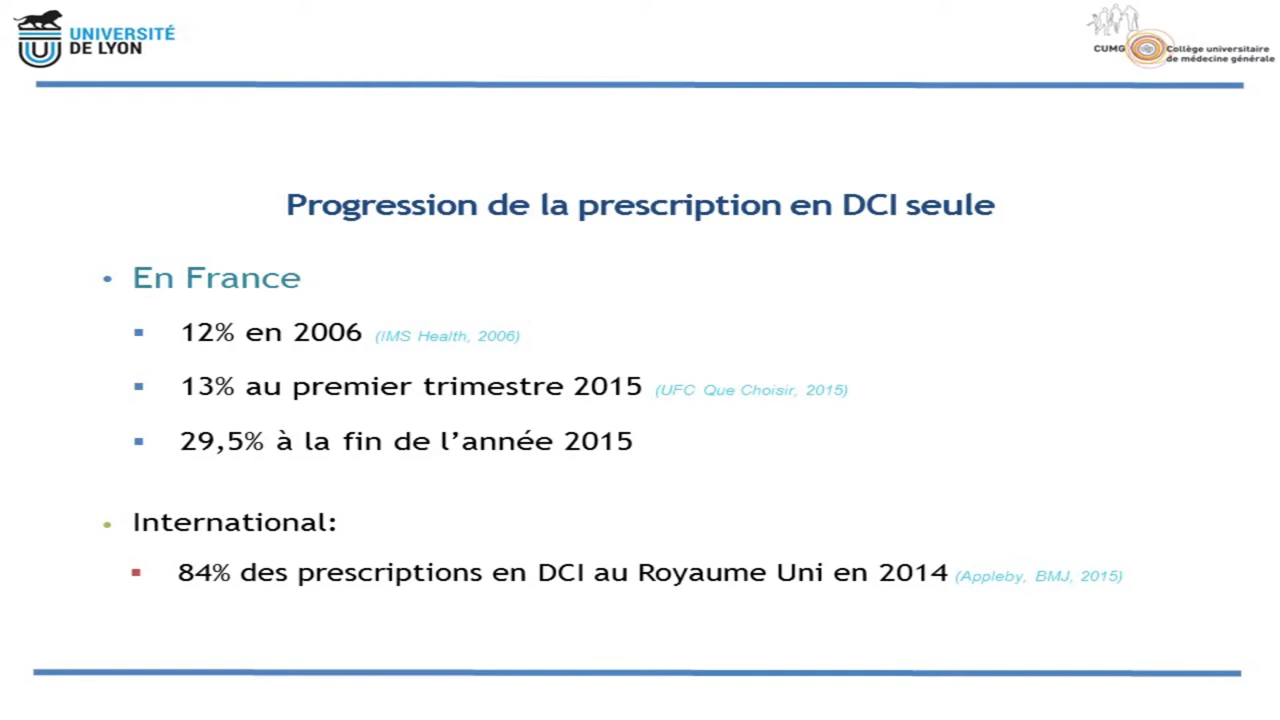 UNIVERSITÉ
DE LYON
CUMG
Collège universitaire
de médecine générale
Progression de la prescription en DCI seule
• En France
▪ 12% en 2006 (IMS Health, 2006)
▪ 13% au premier trimestre 2015 (UFC Que Choisir, 2015)
▪ 29,5% à la fin de l’année 2015
• International:
▪ 84% des prescriptions en DCI au Royaume Uni en 2014 (Appleby, BMJ, 2015)